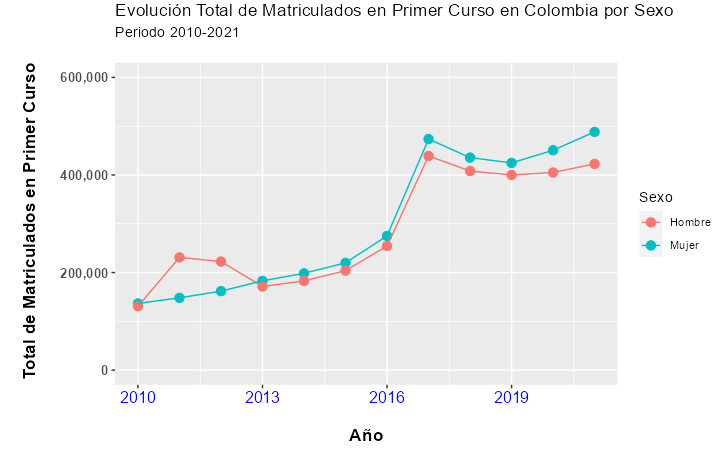 Evolución Total de Matriculados en Primer Curso en Colombia por Sexo
Periodo 2010-2021
Total de Matriculados en Primer Curso
600,000
400,000
200,000
0
2010
2013
2016
2019
Año
Sexo
Hombre
Mujer